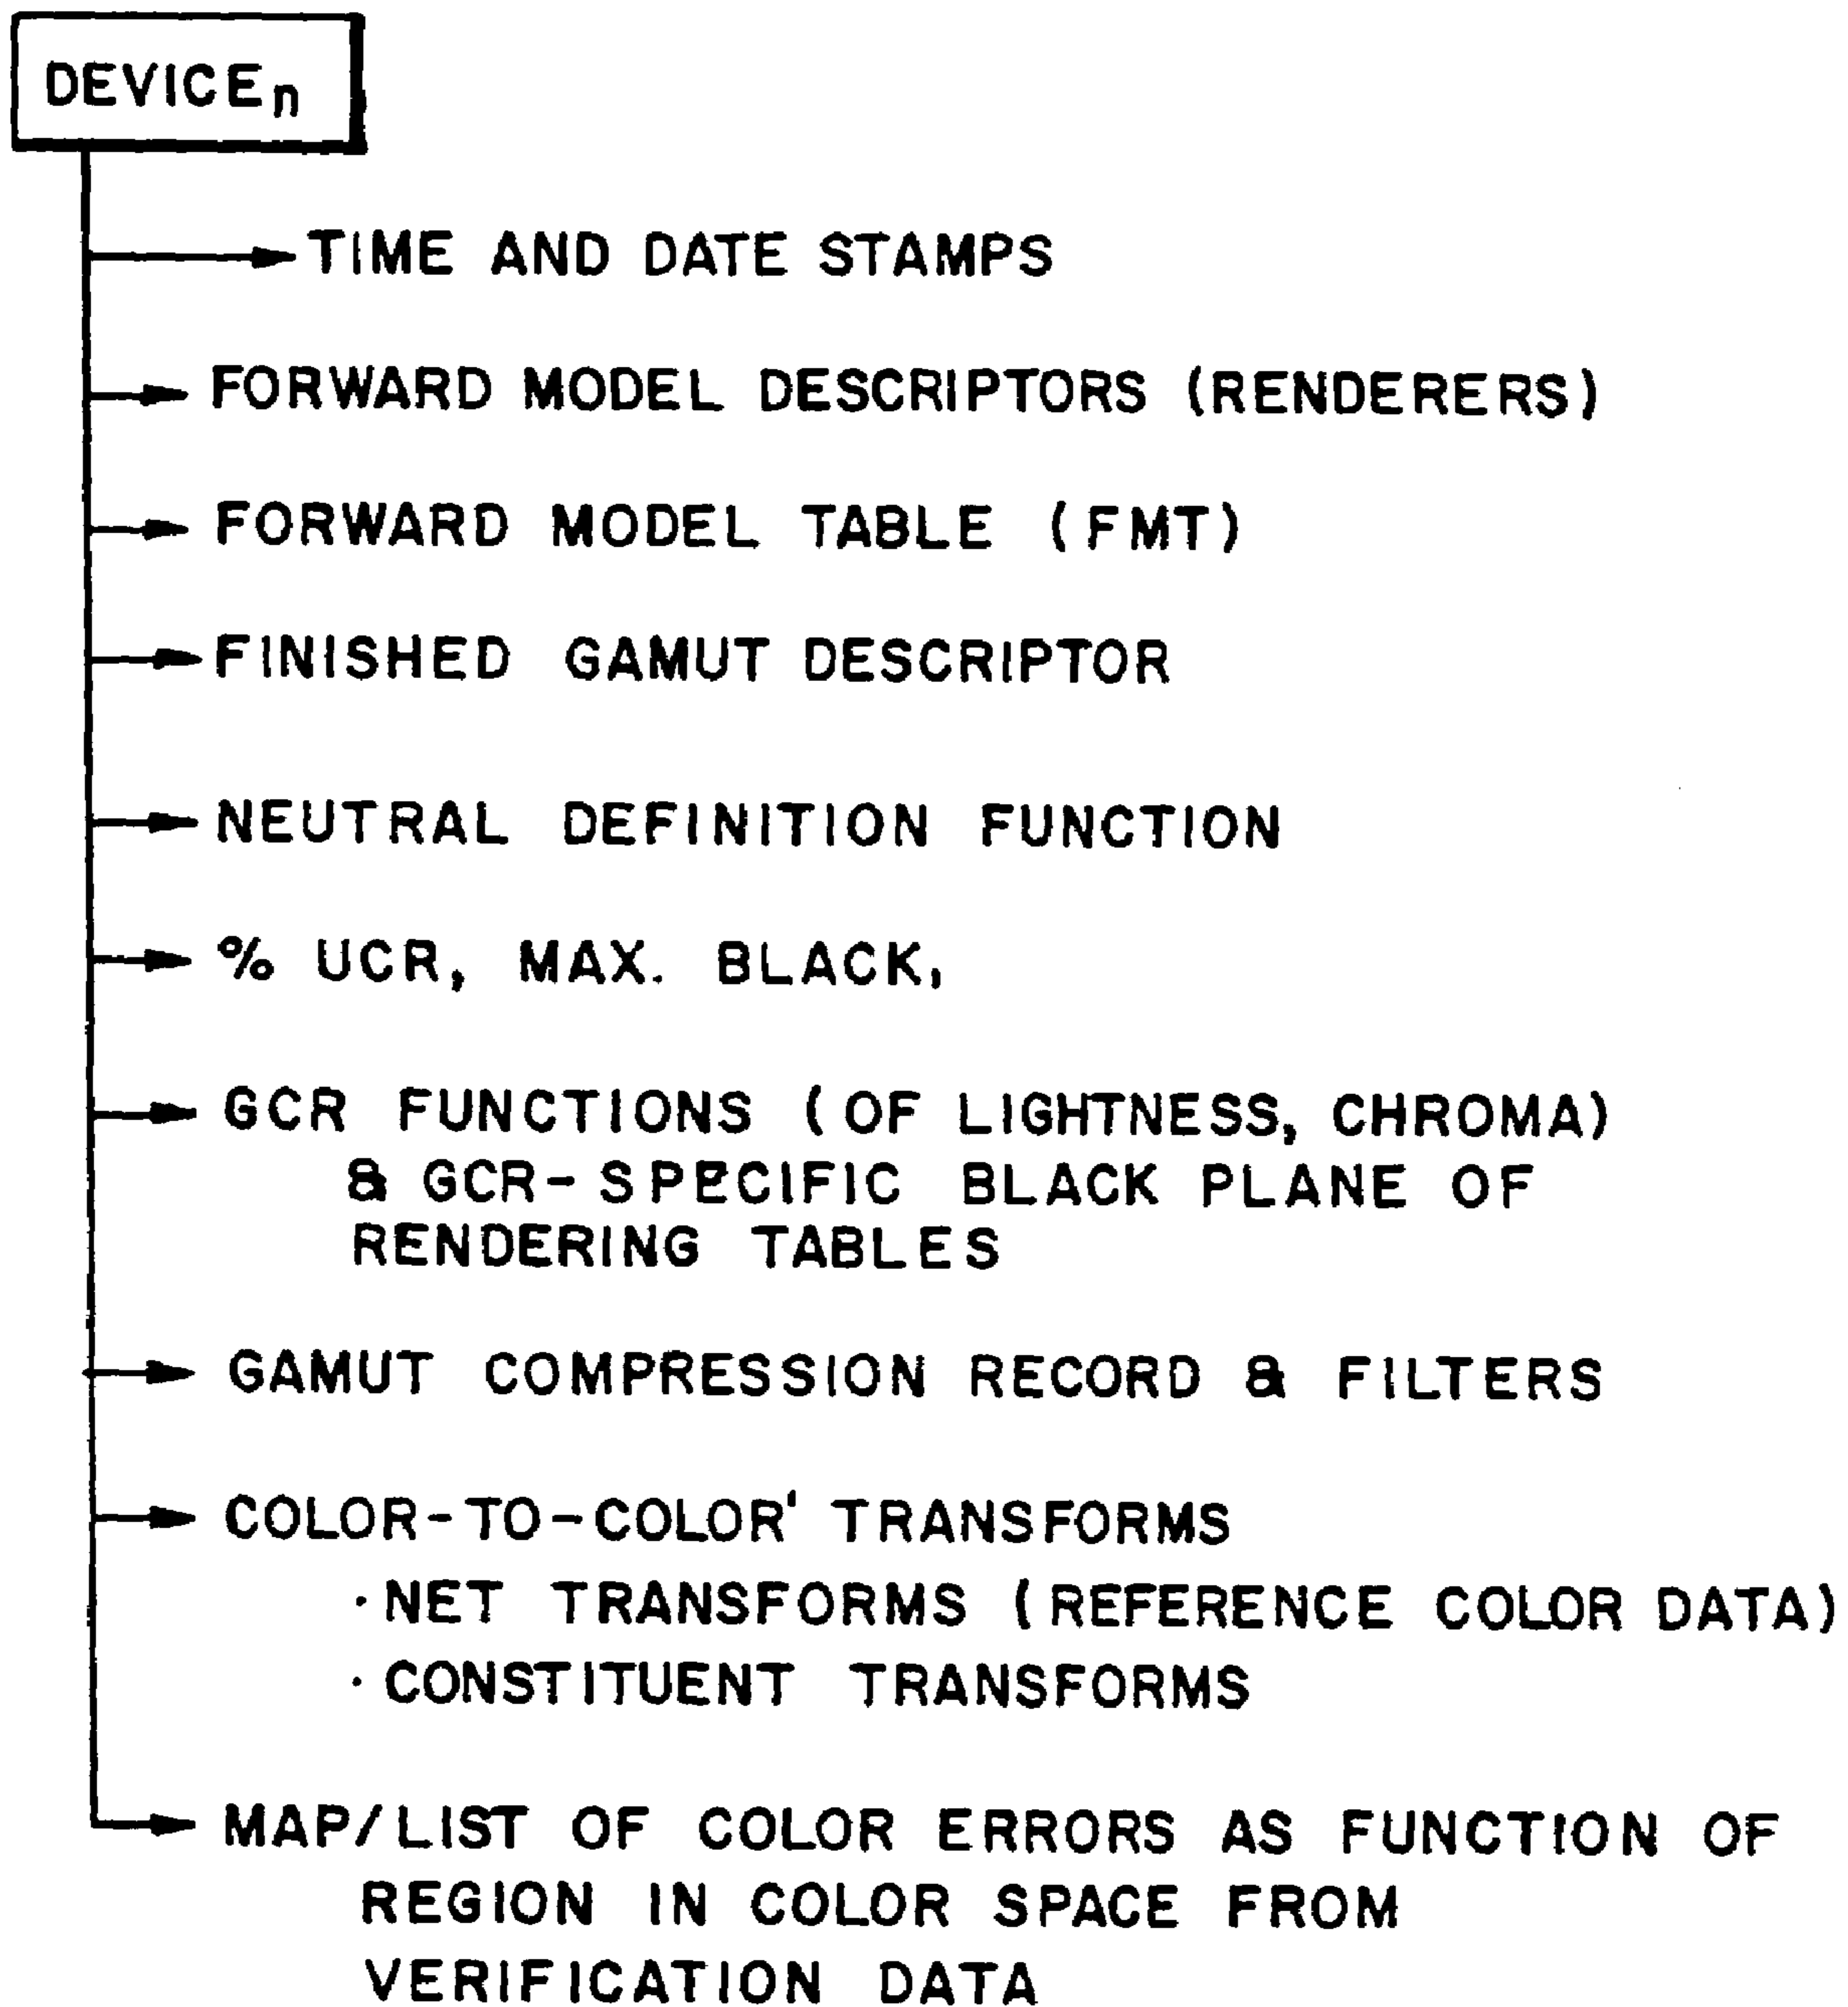 DEVICEn
TIME AND DATE STAMPS
FORWARD MODEL DESCRIPTORS (RENDERERS)
FORWARD MODEL TABLE (FMT)
FINISHED GAMUT DESCRIPTOR
NEUTRAL DEFINITION FUNCTION
% UCR, MAX. BLACK,
GCR FUNCTIONS (OF LIGHTNESS, CHROMA)
& GCR-SPECIFIC BLACK PLANE OF
RENDERING TABLES
GAMUT COMPRESSION RECORD & FILTERS
COLOR-TO-COLOR' TRANSFORMS
· NET TRANSFORMS (REFERENCE COLOR DATA)
· CONSTITUENT TRANSFORMS
MAP/LIST OF COLOR ERRORS AS FUNCTION OF
REGION IN COLOR SPACE FROM
VERIFICATION DATA